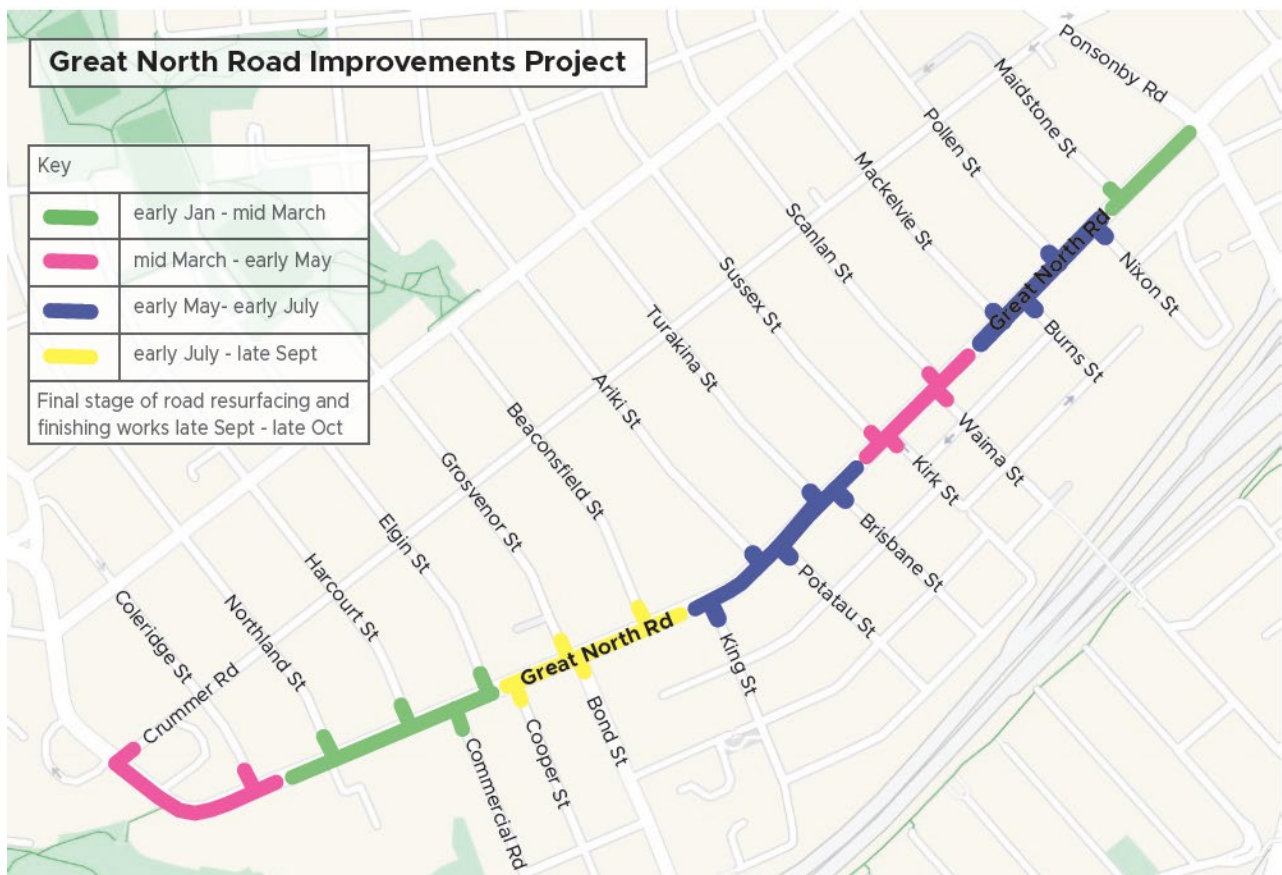 Great North Road Improvements Project
Key
early Jan - mid March
mid March - early May
early May- early July
early July - late Sept
Final stage of road resurfacing and
finishing works late Sept - late Oct
Ponsonby Rd
Maidstone St
Pollen St
Mackelvie St
Scanlan St
Sussex St
Turakina St
Ariki St
Beaconsfield St
Grosvenor St
Elgin St
Harcourt St
Northland St
Coleridge St
Crummer Rd
Great North Rd
Nixon St
Burns St
Waima St
Kirk St
Brisbane St
Potatau St
King St
Great North Rd
Bond St
Cooper St
Commercial Rd